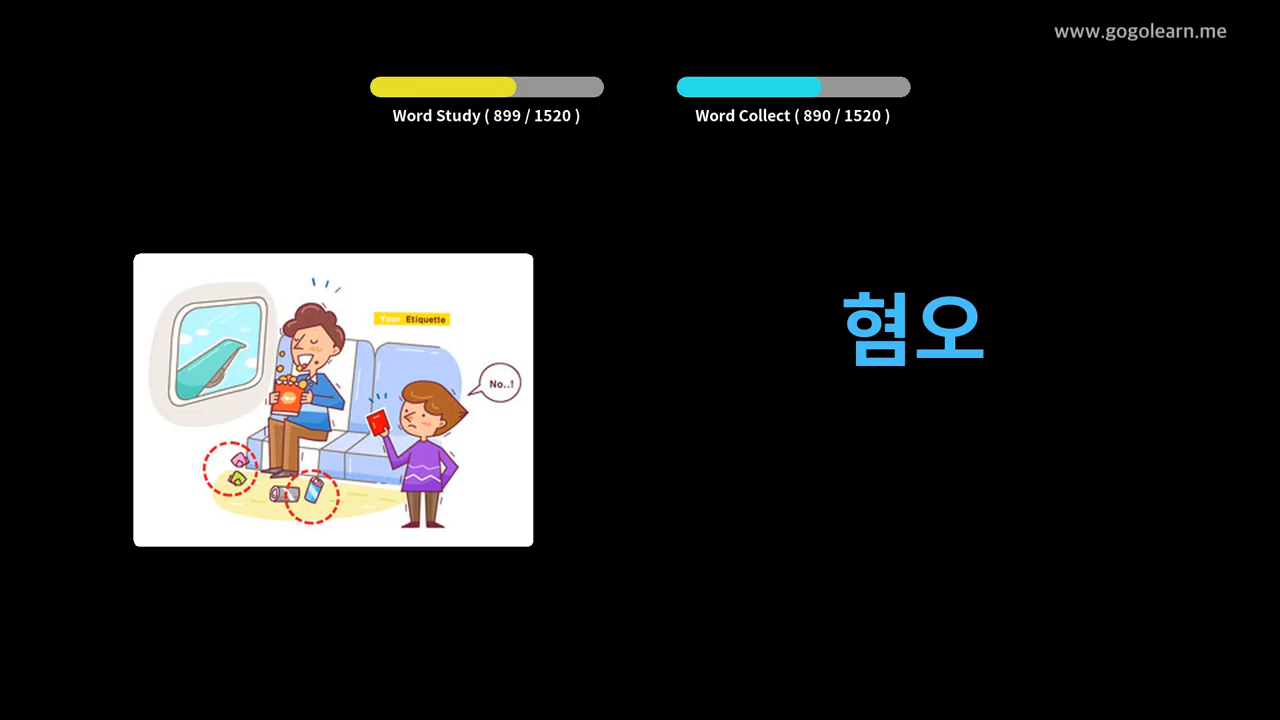 www.gogolearn.me
Word Study ( 899 / 1520 )
Word Collect ( 890 / 1520 )
혐오
Your Etiquette
No..!